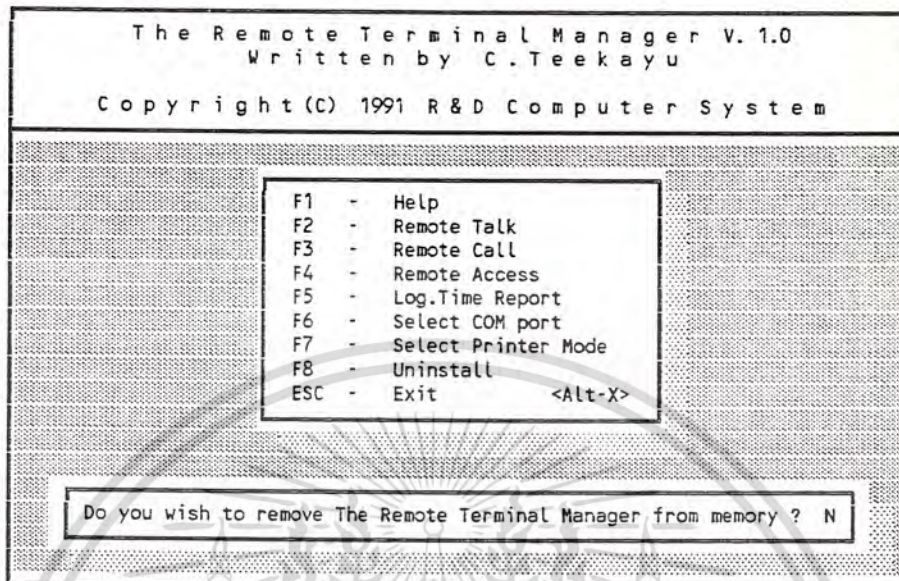 The Remote Terminal Manager V. 1.0
Written by C.Teekayu
Copyright(C) 1991 R&D Computer System
F1 - Help
F2 - Remote Talk
F3 - Remote Call
F4 - Remote Access
F5 - Log.Time Report
F6 - Select COM port
F7 - Select Printer Mode
F8 - Uninstall
ESC - Exit <Alt-X>
Do you wish to remove The Remote Terminal Manager from memory ? N